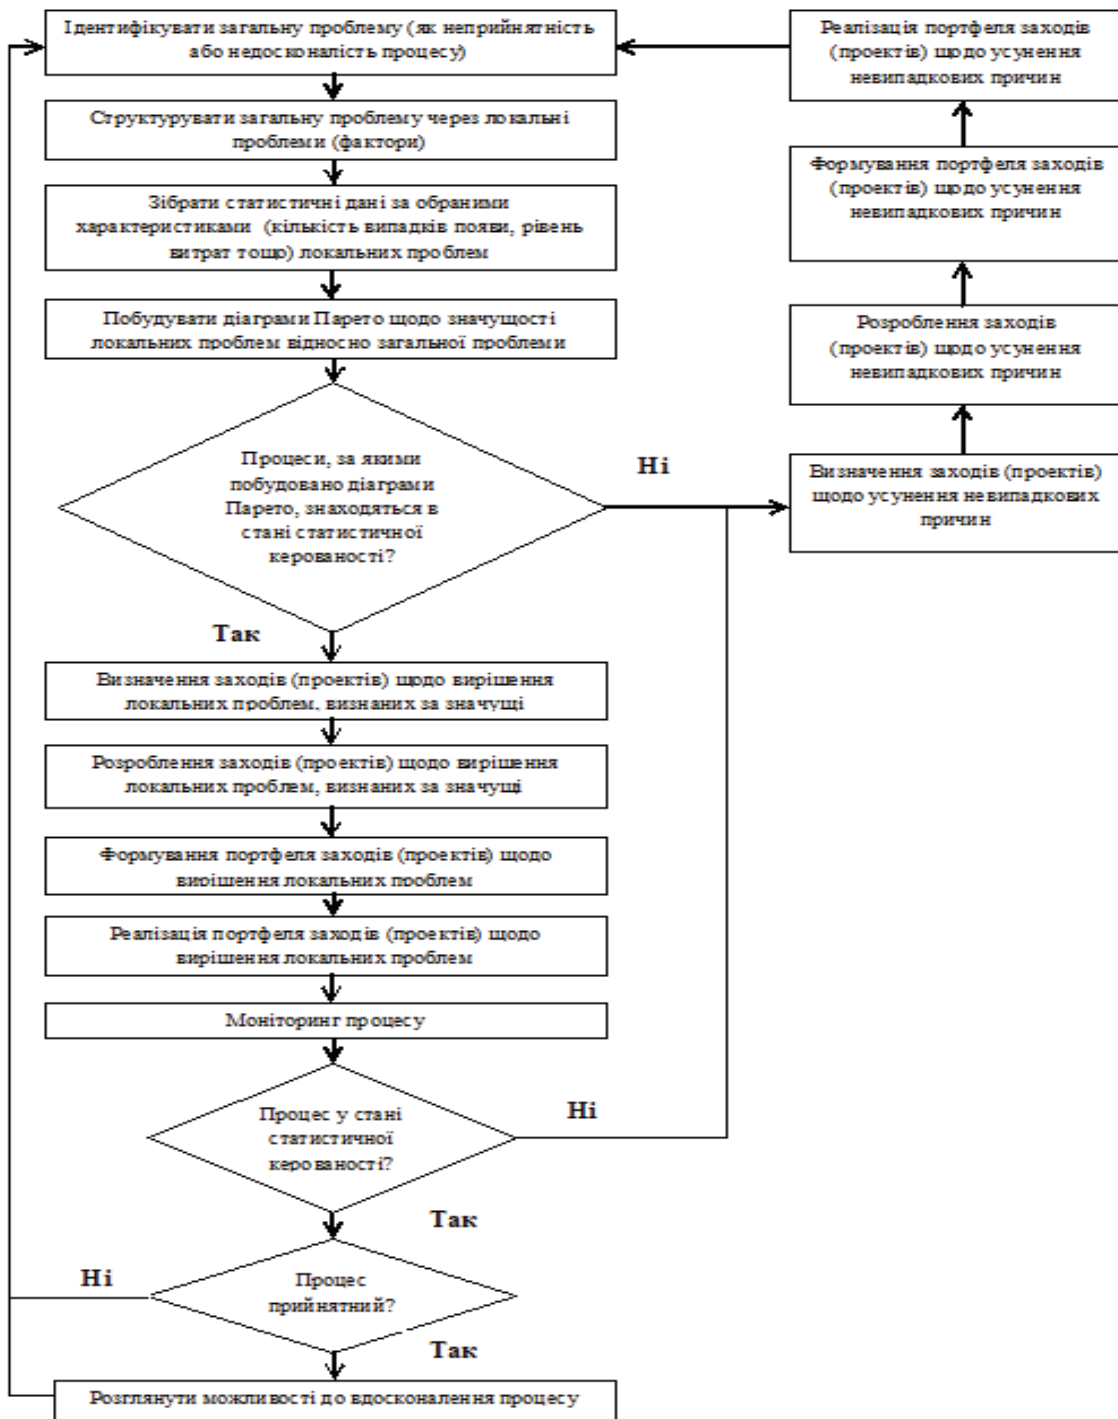 Ідентифікувати загальну проблему (як неприйнятність
або недосконалість процесу)
Структурувати загальну проблему через локальні
проблеми (фактори)
Зібрати статистичні дані за обраними
характеристиками (кількість випадків появи, рівень
витрат тощо) локальних проблем
Побудувати діаграми Парето щодо значущості
локальних проблем відносно загальної проблеми
Процеси, за якими
побудовано діаграми
Парето, знаходяться в
стані статистичної
керованості?
Ні
Так
Визначення заходів (проектів) щодо вирішення
локальних проблем, визнаних за значущі
Розроблення заходів (проектів) щодо вирішення
локальних проблем, визнаних за значущі
Формування портфеля заходів (проектів) щодо
вирішення локальних проблем
Реалізація портфеля заходів (проектів) щодо
вирішення локальних проблем
Моніторинг процесу
Процес у стані
статистичної
керованості?
Ні
Так
Процес
прийнятний?
Ні
Так
Розглянути можливості до вдосконалення процесу
Реалізація портфеля заходів
(проектів) щодо усунення
невипадкових причин
Формування портфеля заходів
(проектів) щодо усунення
невипадкових причин
Розроблення заходів
(проектів) щодо усунення
невипадкових причин
Визначення заходів (проектів)
щодо усунення невипадкових
причин